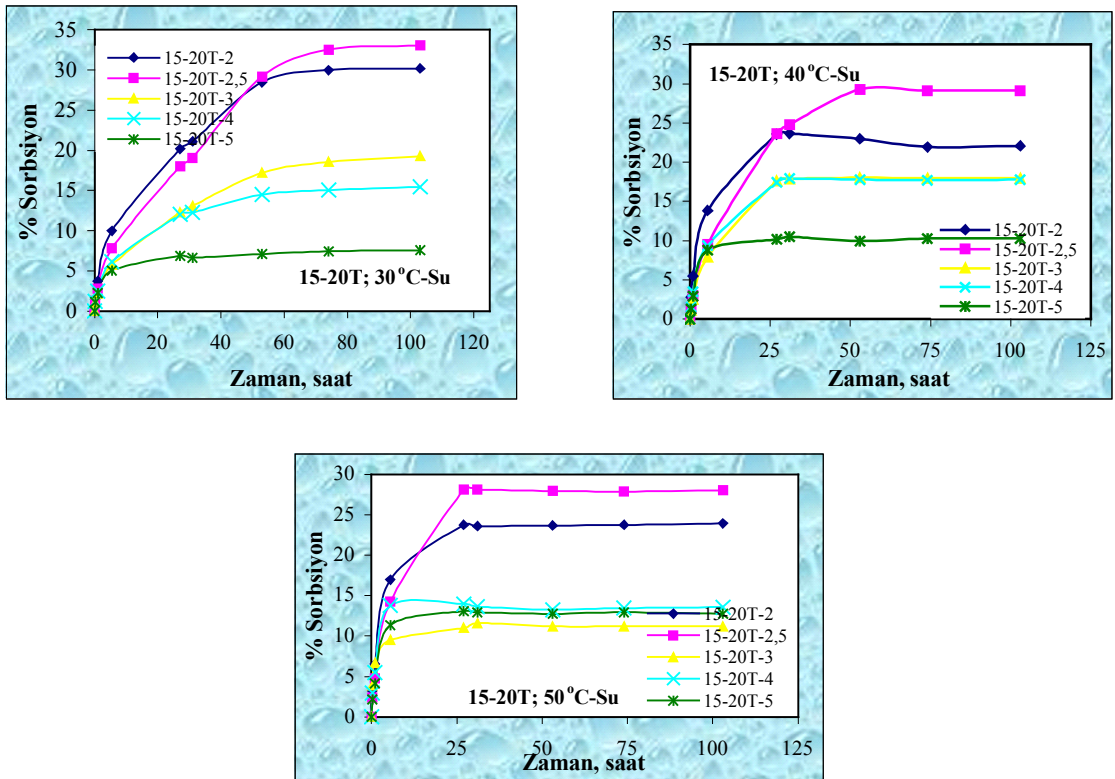 35
30
25
20
15
10
5
0
% Sorbsiyon
15-20T-2
15-20T-2,5
15-20T-3
15-20T-4
15-20T-5
15-20T; 30 °C-Su
0 20 40 60 80 100 120
Zaman, saat
35
30
25
20
15
10
5
0
% Sorbsiyon
15-20T; 40 °C-Su
15-20T-2
15-20T-2,5
15-20T-3
15-20T-4
15-20T-5
0 25 50 75 100 125
Zaman, saat
30
25
20
15
10
5
0
% Sorbsiyon
15-20T-2
15-20T-2,5
15-20T-3
15-20T-4
15-20T-5
15-20T; 50 °C-Su
0 25 50 75 100 125
Zaman, saat